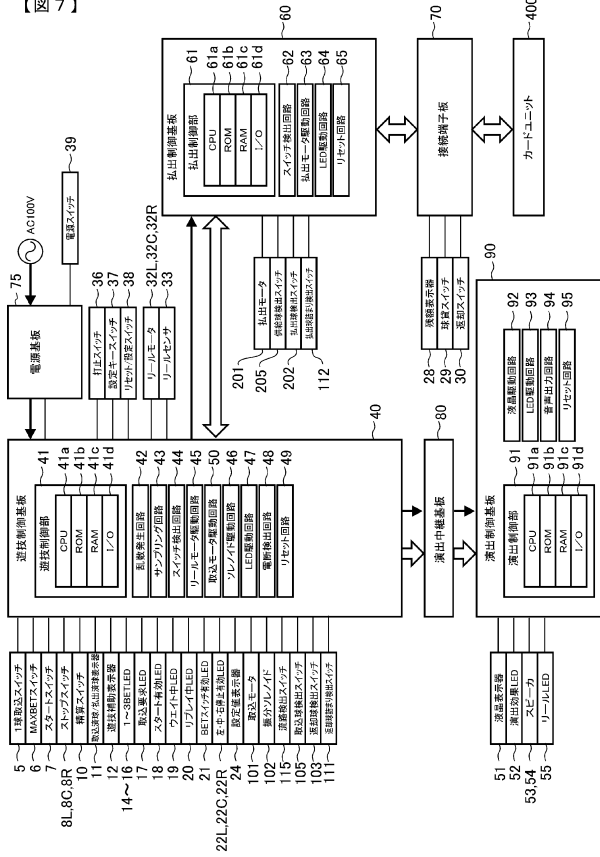 【図7】
AC100V
75
電源基板
電源スイッチ
39
打止スイッチ
36
設定キースイッチ
37
リセット/設定スイッチ
38
リールモータ
32L,32C,32R
リールセンサ
33
遊技制御基板
40
遊技制御部
41
CPU
41a
ROM
41b
RAM
41c
I/O
41d
乱数発生回路
42
サンプリング回路
43
スイッチ検出回路
44
リールモータ駆動回路
45
取込モータ駆動回路
50
ソレノイド駆動回路
46
LED駆動回路
47
電断検出回路
48
リセット回路
49
5
1球取込スイッチ
6
MAXBETスイッチ
7
スタートスイッチ
8L,8C,8R
ストップスイッチ
10
精算スイッチ
11
取込済球/払出済球表示器
12
遊技補助表示器
14〜16
1〜3BETLED
17
取込要求LED
18
スタート有効LED
19
ウエイト中LED
20
リプレイ中LED
21
BETスイッチ有効LED
22L,22C,22R
左・中・右停止有効LED
24
設定値表示器
101
取込モータ
102
振分ソレノイド
115
流路検出スイッチ
105
取込球検出スイッチ
103
返却球検出スイッチ
111
返却球詰まり検出スイッチ
60
払出制御基板
払出制御部
61
CPU
61a
ROM
61b
RAM
61c
I/O
61d
スイッチ検出回路
62
払出モータ駆動回路
63
LED駆動回路
64
リセット回路
65
201
払出モータ
205
供給球検出スイッチ
202
払出球検出スイッチ
112
払出球詰まり検出スイッチ
70
接続端子板
28
残額表示器
29
球貸スイッチ
30
返却スイッチ
400
カードユニット
80
演出中継基板
90
演出制御基板
演出制御部
91
CPU
91a
ROM
91b
RAM
91c
I/O
91d
液晶駆動回路
92
LED駆動回路
93
音声出力回路
94
リセット回路
95
51
液晶表示器
52
演出効果LED
53,54
スピーカ
55
リールLED